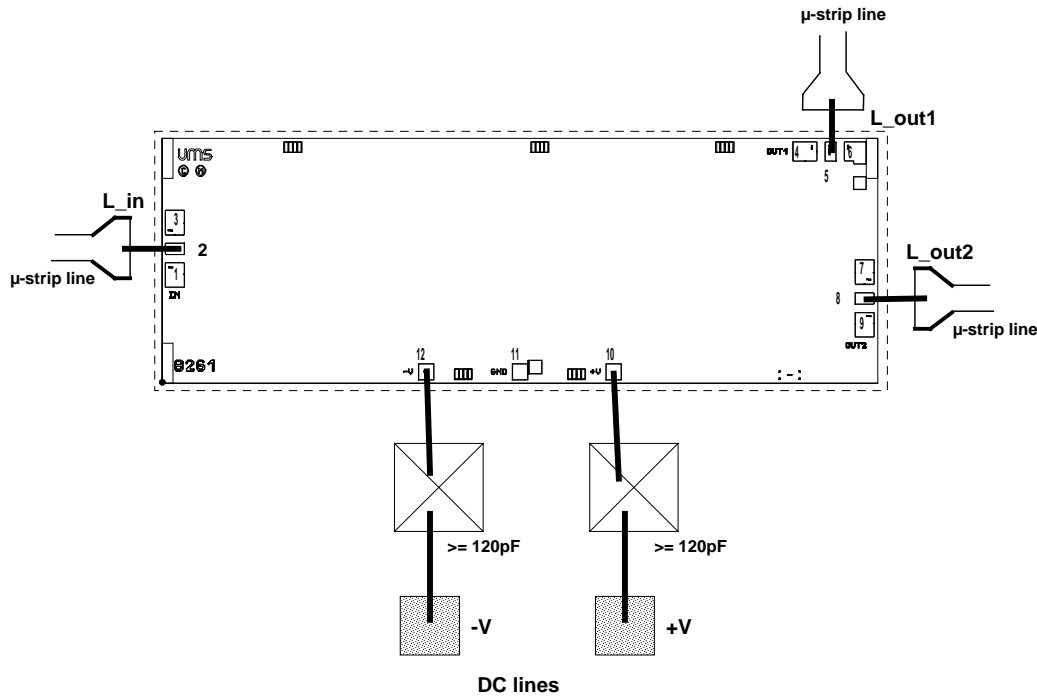 µ-strip line
L_out1
UMS
© M
OUT1
4
6
5
L_in
3
2
1
IN
µ-strip line
L_out2
7
8
9
OUT2
µ-strip line
8261
12
-V
GND
11
+V
10
>= 120pF
>= 120pF
-V
+V
DC lines